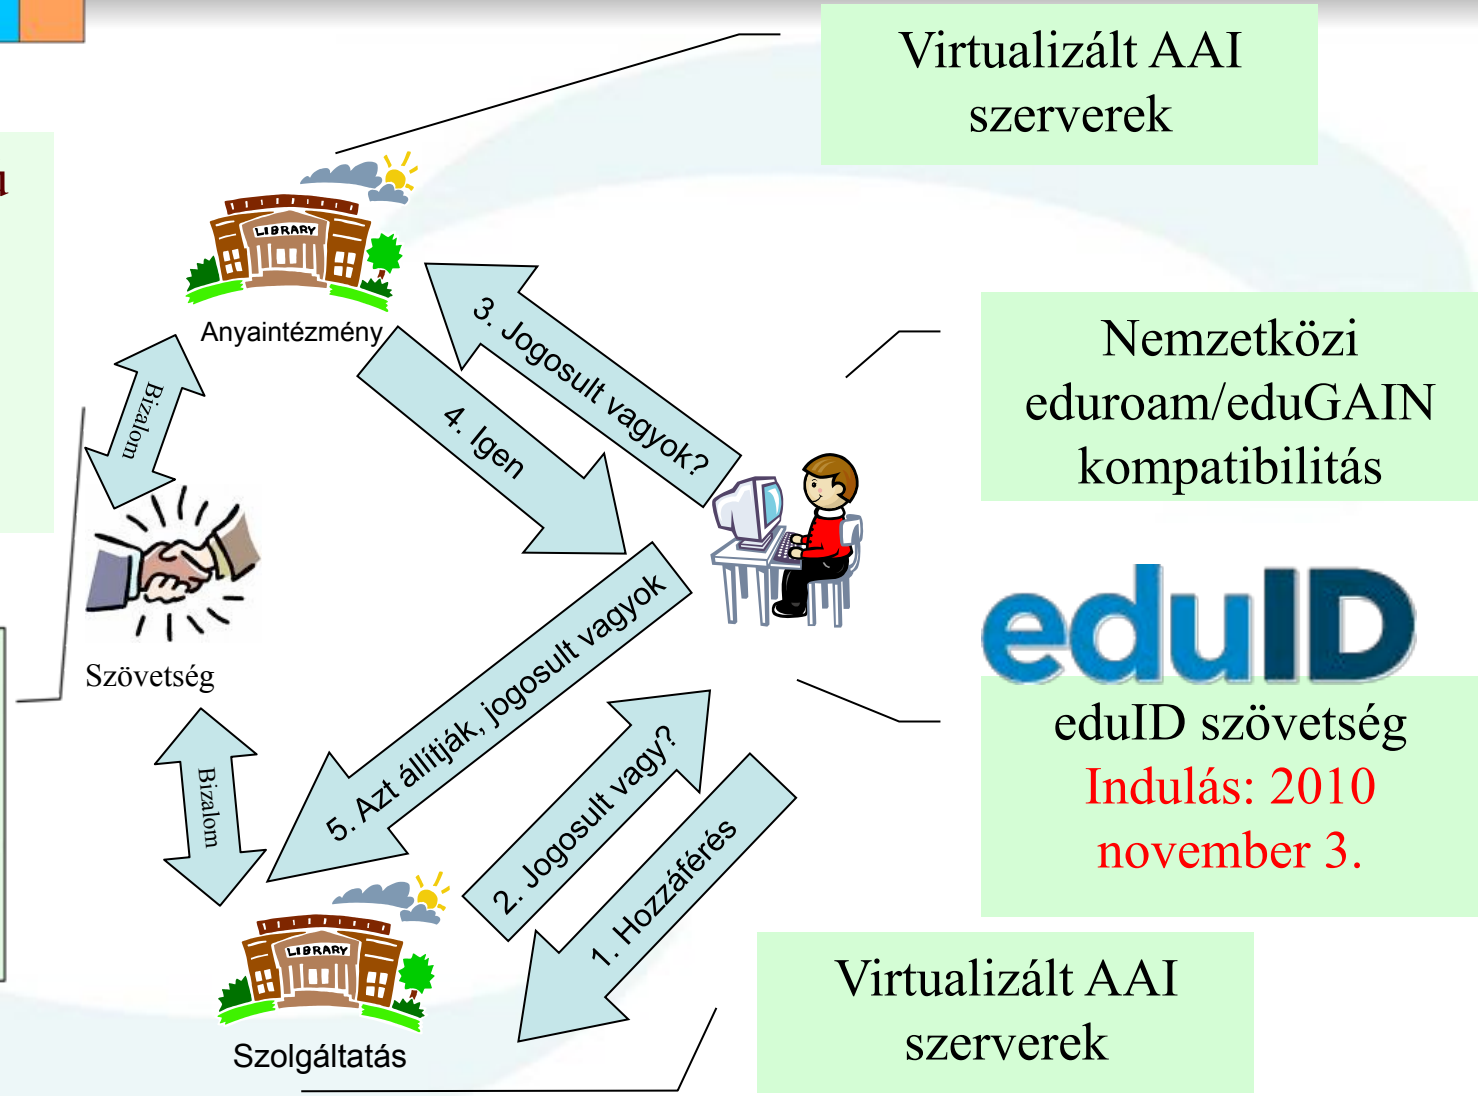 Virtualizált AAI
szerverek
LIBRARY
Anyaintézmény
3. Jogosult vagyok?
4. Igen
Bizalom
Nemzetközi
eduroam/eduGAIN
kompatibilitás
Szövetség
eduID
eduID szövetség
Indulás: 2010
november 3.
5. Azt állítják, jogosult vagyok
2. Jogosult vagy?
1. Hozzáférés
Bizalom
LIBRARY
Szolgáltatás
Virtualizált AAI
szerverek